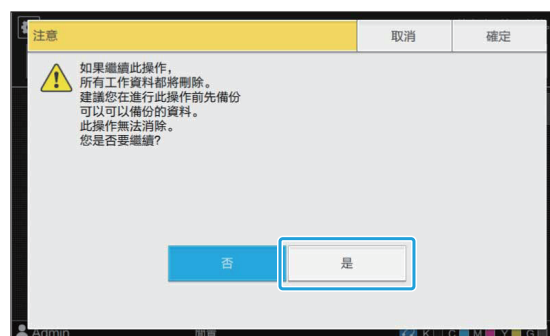 注意
取消
確定
如果繼續此操作，
所有工作資料都將刪除。
建議您在進行此操作前先備份
可以可以備份的資料。
此操作無法消除。
您是否要繼續?
否
是
Admin
閒置
K C M Y G